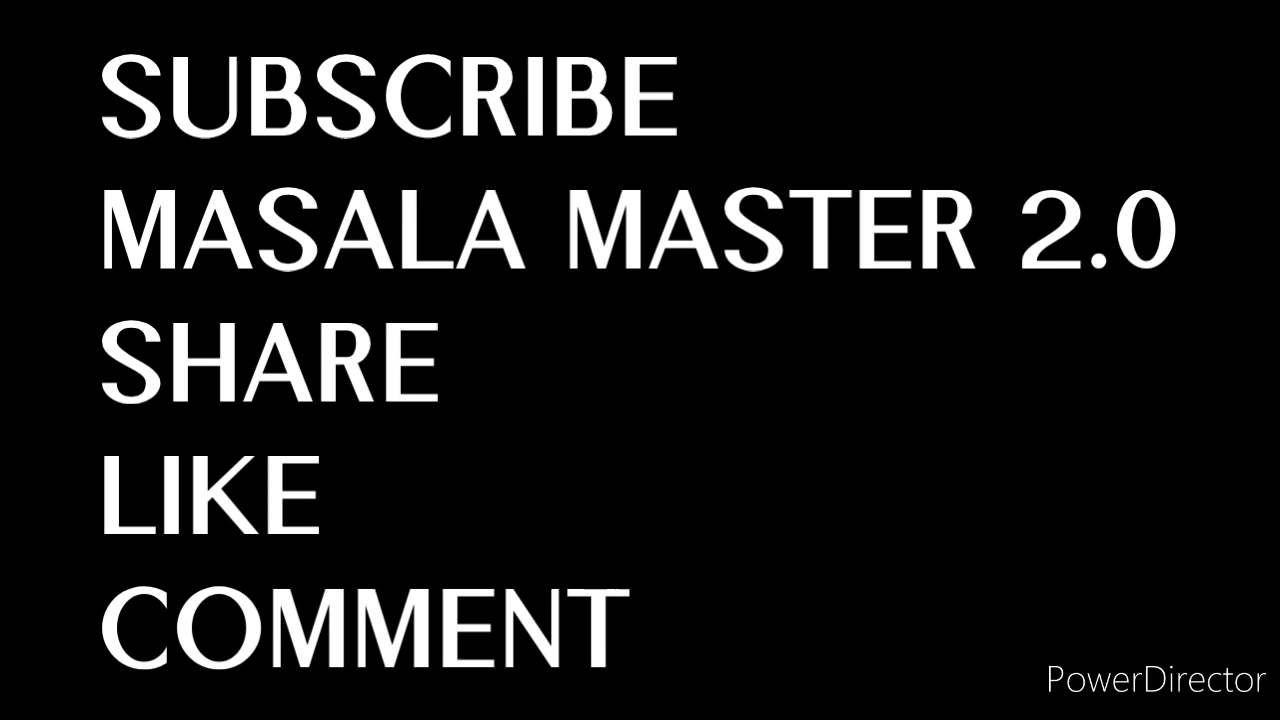 SUBSCRIBE
MASALA MASTER 2.0
SHARE
LIKE
COMMENT
PowerDirector